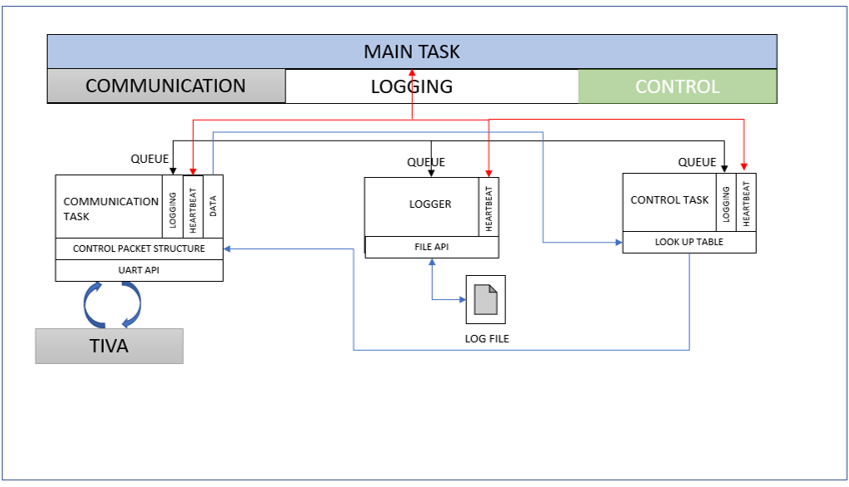 MAIN TASK
COMMUNICATION
LOGGING
CONTROL
QUEUE
QUEUE
QUEUE
COMMUNICATION
TASK
LOGGING
HEARTBEAT
DATA
CONTROL PACKET STRUCTURE
UART API
LOGGER
HEARTBEAT
FILE API
CONTROL TASK
LOGGING
HEARTBEAT
LOOK UP TABLE
LOG FILE
TIVA